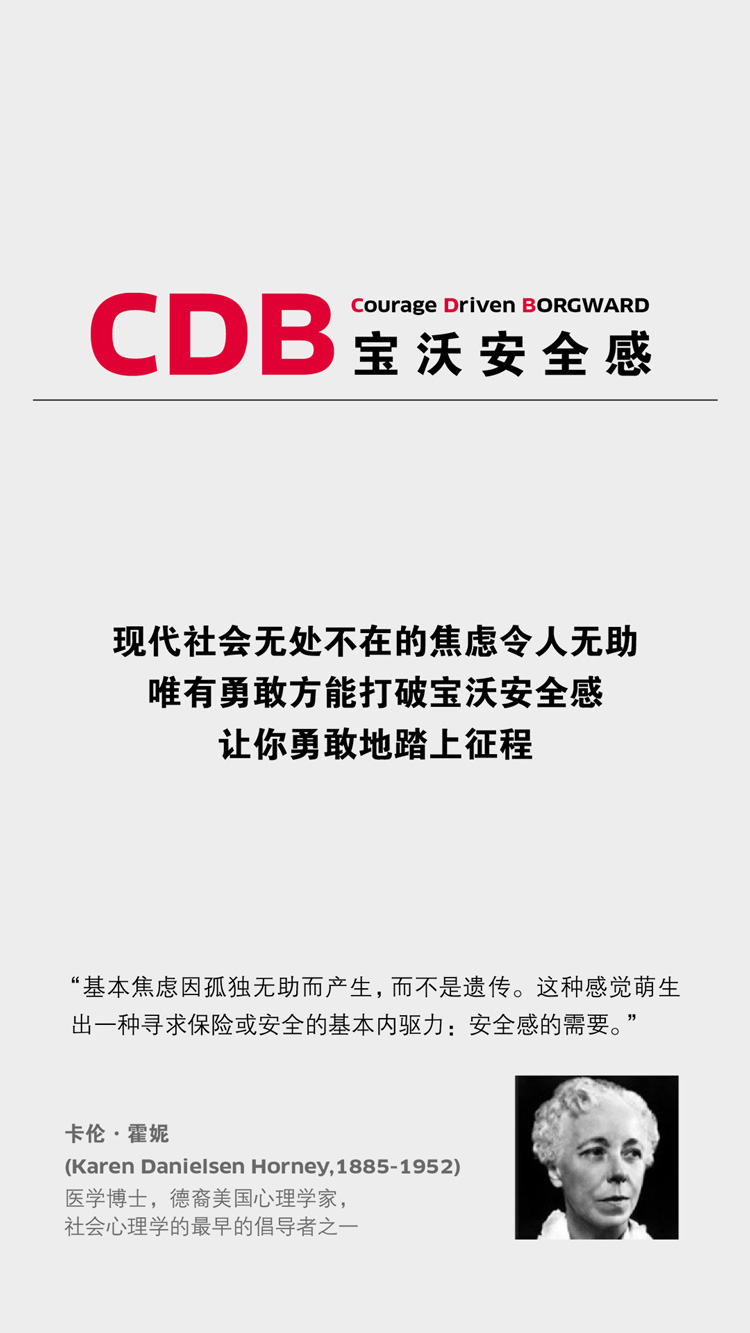 CDB
Courage Driven BORGWARD
宝沃安全感
现代社会无处不在的焦虑令人无助
唯有勇敢方能打破宝沃安全感
让你勇敢地踏上征程
“基本焦虑因孤独无助而产生，而不是遗传。这种感觉萌生
出一种寻求保险或安全的基本内驱力：安全感的需要。”
卡伦·霍妮
(Karen Danielsen Horney,1885-1952)
医学博士，德裔美国心理学家，
社会心理学的最早的倡导者之一